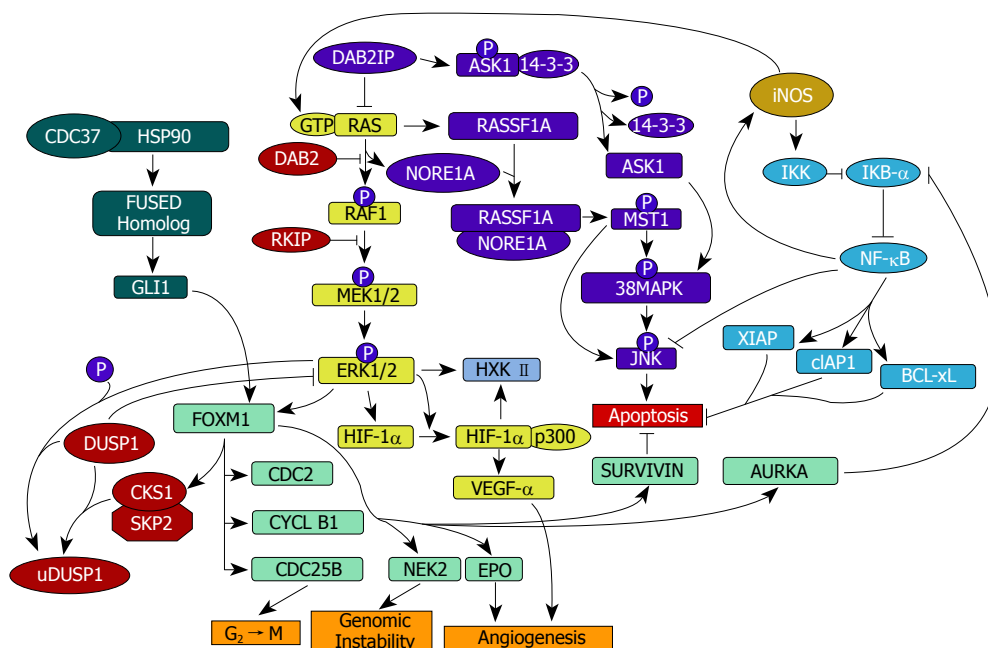 P
DAB2IP
ASK1
14-3-3
iNOS
P
GTP
RAS
RASSF1A
14-3-3
CDC37
HSP90
DAB2
NORE1A
ASK1
IKK
IKB-α
P
FUSED
Homolog
RAF1
RASSF1A
NORE1A
P
MST1
RKIP
P
MEK1/2
P
38MAPK
NF-κB
GLI1
P
JNK
XIAP
cIAP1
BCL-xL
P
P
ERK1/2
HXK II
FOXM1
Apoptosis
DUSP1
HIF-1α
HIF-1α
p300
CDC2
SURVIVIN
AURKA
CKS1
SKP2
VEGF-α
CYCL B1
uDUSP1
CDC25B
NEK2
EPO
G₂ → M
Genomic
Instability
Angiogenesis